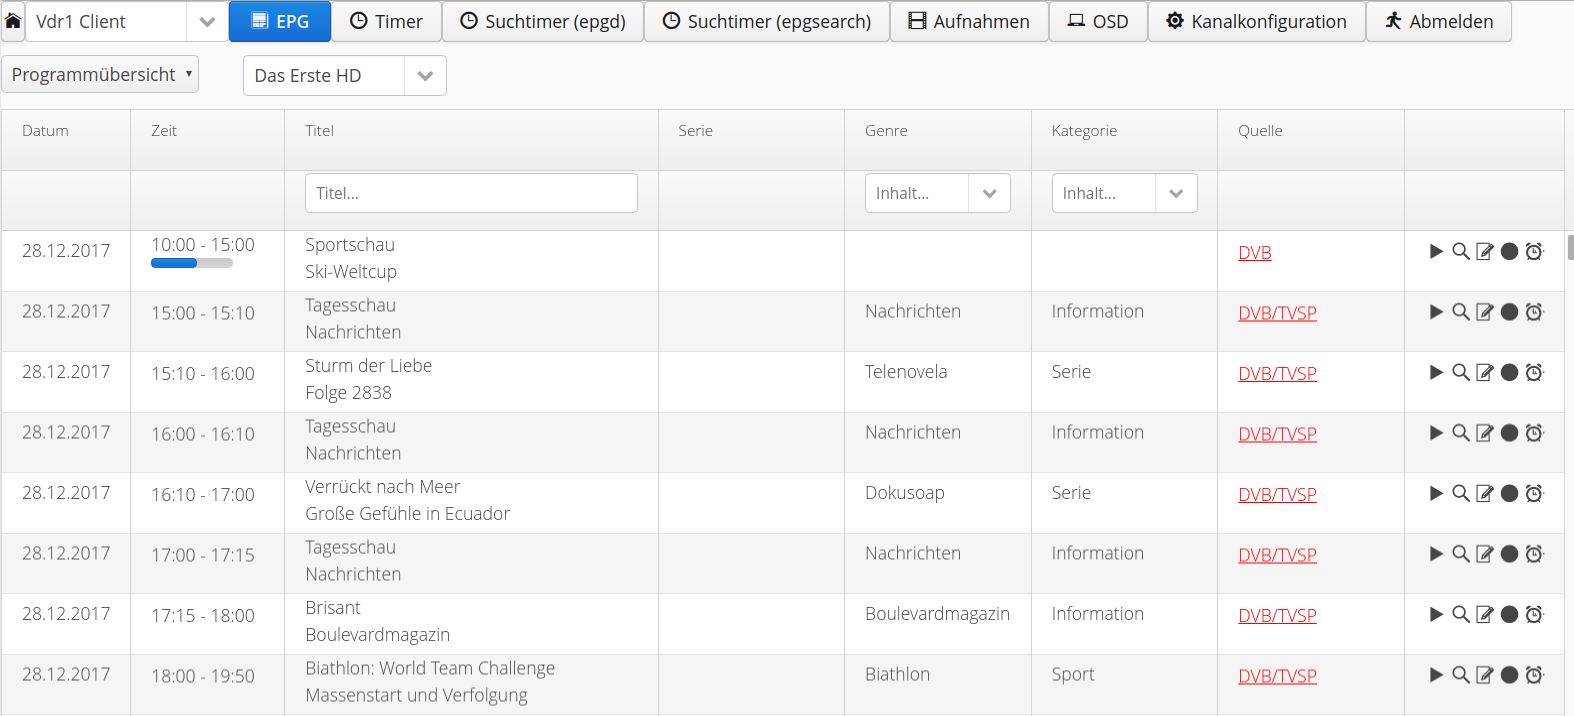 Vdr1 Client EPG Timer Suchtimer (epgd) Suchtimer (epgsearch) Aufnahmen OSD Kanalkonfiguration Abmelden
Programmübersicht Das Erste HD
Datum Zeit Titel Serie Genre Kategorie Quelle
Titel... Inhalt... Inhalt...
28.12.2017 10:00 - 15:00 Sportschau DVB
Ski-Weltcup
28.12.2017 15:00 - 15:10 Tagesschau Nachrichten Information DVB/TVSP
Nachrichten
28.12.2017 15:10 - 16:00 Sturm der Liebe Telenovela Serie DVB/TVSP
Folge 2838
28.12.2017 16:00 - 16:10 Tagesschau Nachrichten Information DVB/TVSP
Nachrichten
28.12.2017 16:10 - 17:00 Verrückt nach Meer Dokusoap Serie DVB/TVSP
Große Gefühle in Ecuador
28.12.2017 17:00 - 17:15 Tagesschau Nachrichten Information DVB/TVSP
Nachrichten
28.12.2017 17:15 - 18:00 Brisant Boulevardmagazin Information DVB/TVSP
Boulevardmagazin
28.12.2017 18:00 - 19:50 Biathlon: World Team Challenge Biathlon Sport DVB/TVSP
Massenstart und Verfolgung